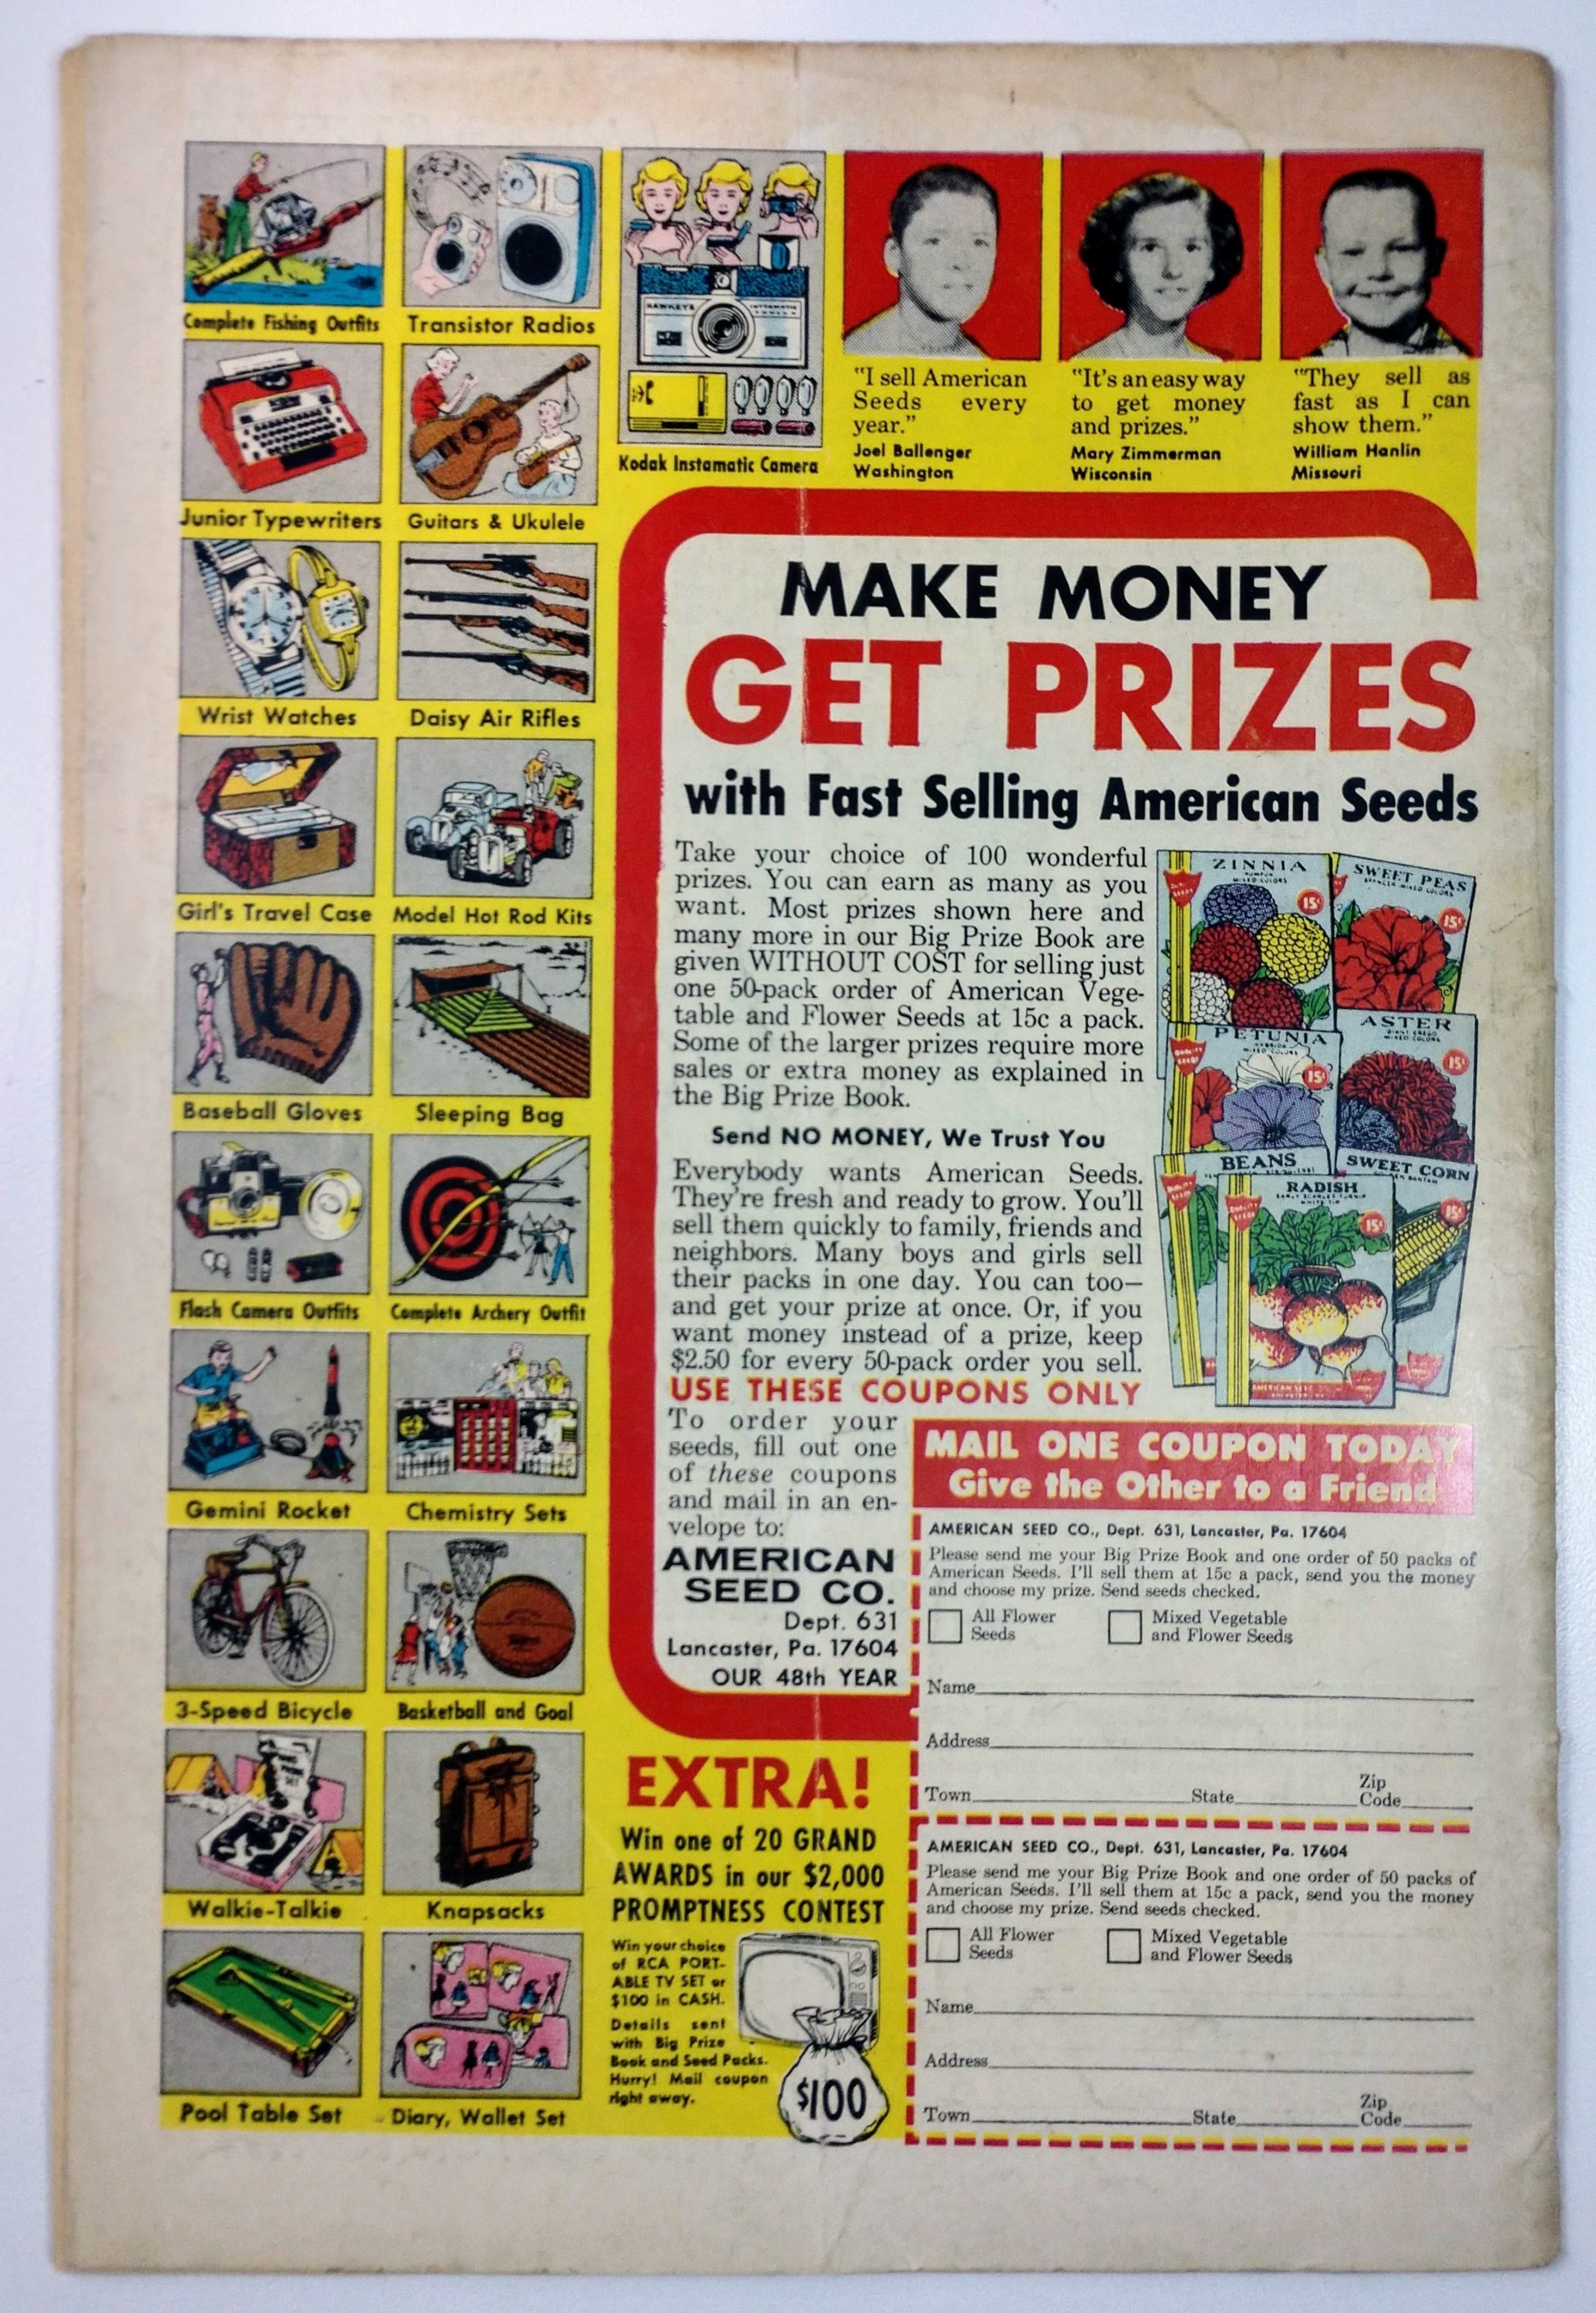 Complete Fishing Outfits
Transistor Radios
HAWKEYE
INSTAMATIC
Kodak Instamatic Camera
Junior Typewriters
Guitars & Ukulele
Wrist Watches
Daisy Air Rifles
Girl's Travel Case
Model Hot Rod Kits
Baseball Gloves
Sleeping Bag
Flash Camera Outfits
Complete Archery Outfit
Gemini Rocket
Chemistry Sets
3-Speed Bicycle
Basketball and Goal
Walkie-Talkie
Knapsacks
Pool Table Set
Diary, Wallet Set
"I sell American
Seeds every
year."
Joel Ballenger
Washington
"It's an easy way
to get money
and prizes."
Mary Zimmerman
Wisconsin
"They sell as
fast as I can
show them."
William Hanlin
Missouri
MAKE MONEY
GET PRIZES
with Fast Selling American Seeds
Take your choice of 100 wonderful
prizes. You can earn as many as you
want. Most prizes shown here and
many more in our Big Prize Book are
given WITHOUT COST for selling just
one 50-pack order of American Vege-
table and Flower Seeds at 15c a pack.
Some of the larger prizes require more
sales or extra money as explained in
the Big Prize Book.
Send NO MONEY, We Trust You
Everybody wants American Seeds.
They're fresh and ready to grow. You'll
sell them quickly to family, friends and
neighbors. Many boys and girls sell
their packs in one day. You can too—
and get your prize at once. Or, if you
want money instead of a prize, keep
$2.50 for every 50-pack order you sell.
USE THESE COUPONS ONLY
To order your
seeds, fill out one
of these coupons
and mail in an en-
velope to:
AMERICAN
SEED CO.
Dept. 631
Lancaster, Pa. 17604
OUR 48th YEAR
ZINNIA
MIXED COLORS
15¢
SWEET PEAS
SPENCER MIXED COLORS
15¢
PETUNIA
MIXED COLORS
15¢
ASTER
MIXED COLORS
15¢
BEANS
SWEET CORN
15¢
RADISH
WHITE TIP
15¢
MAIL ONE COUPON TODAY
Give the Other to a Friend
AMERICAN SEED CO., Dept. 631, Lancaster, Pa. 17604
Please send me your Big Prize Book and one order of 50 packs of
American Seeds. I'll sell them at 15c a pack, send you the money
and choose my prize. Send seeds checked.
All Flower
Seeds
Mixed Vegetable
and Flower Seeds
Name
Address
Town State Zip
Code
AMERICAN SEED CO., Dept. 631, Lancaster, Pa. 17604
Please send me your Big Prize Book and one order of 50 packs of
American Seeds. I'll sell them at 15c a pack, send you the money
and choose my prize. Send seeds checked.
All Flower
Seeds
Mixed Vegetable
and Flower Seeds
Name
Address
Town State Zip
Code
EXTRA!
Win one of 20 GRAND
AWARDS in our $2,000
PROMPTNESS CONTEST
Win your choice
of RCA PORT-
ABLE TV SET or
$100 in CASH.
Details sent
with Big Prize
Book and Seed Packs.
Hurry! Mail coupon
right away.
$100